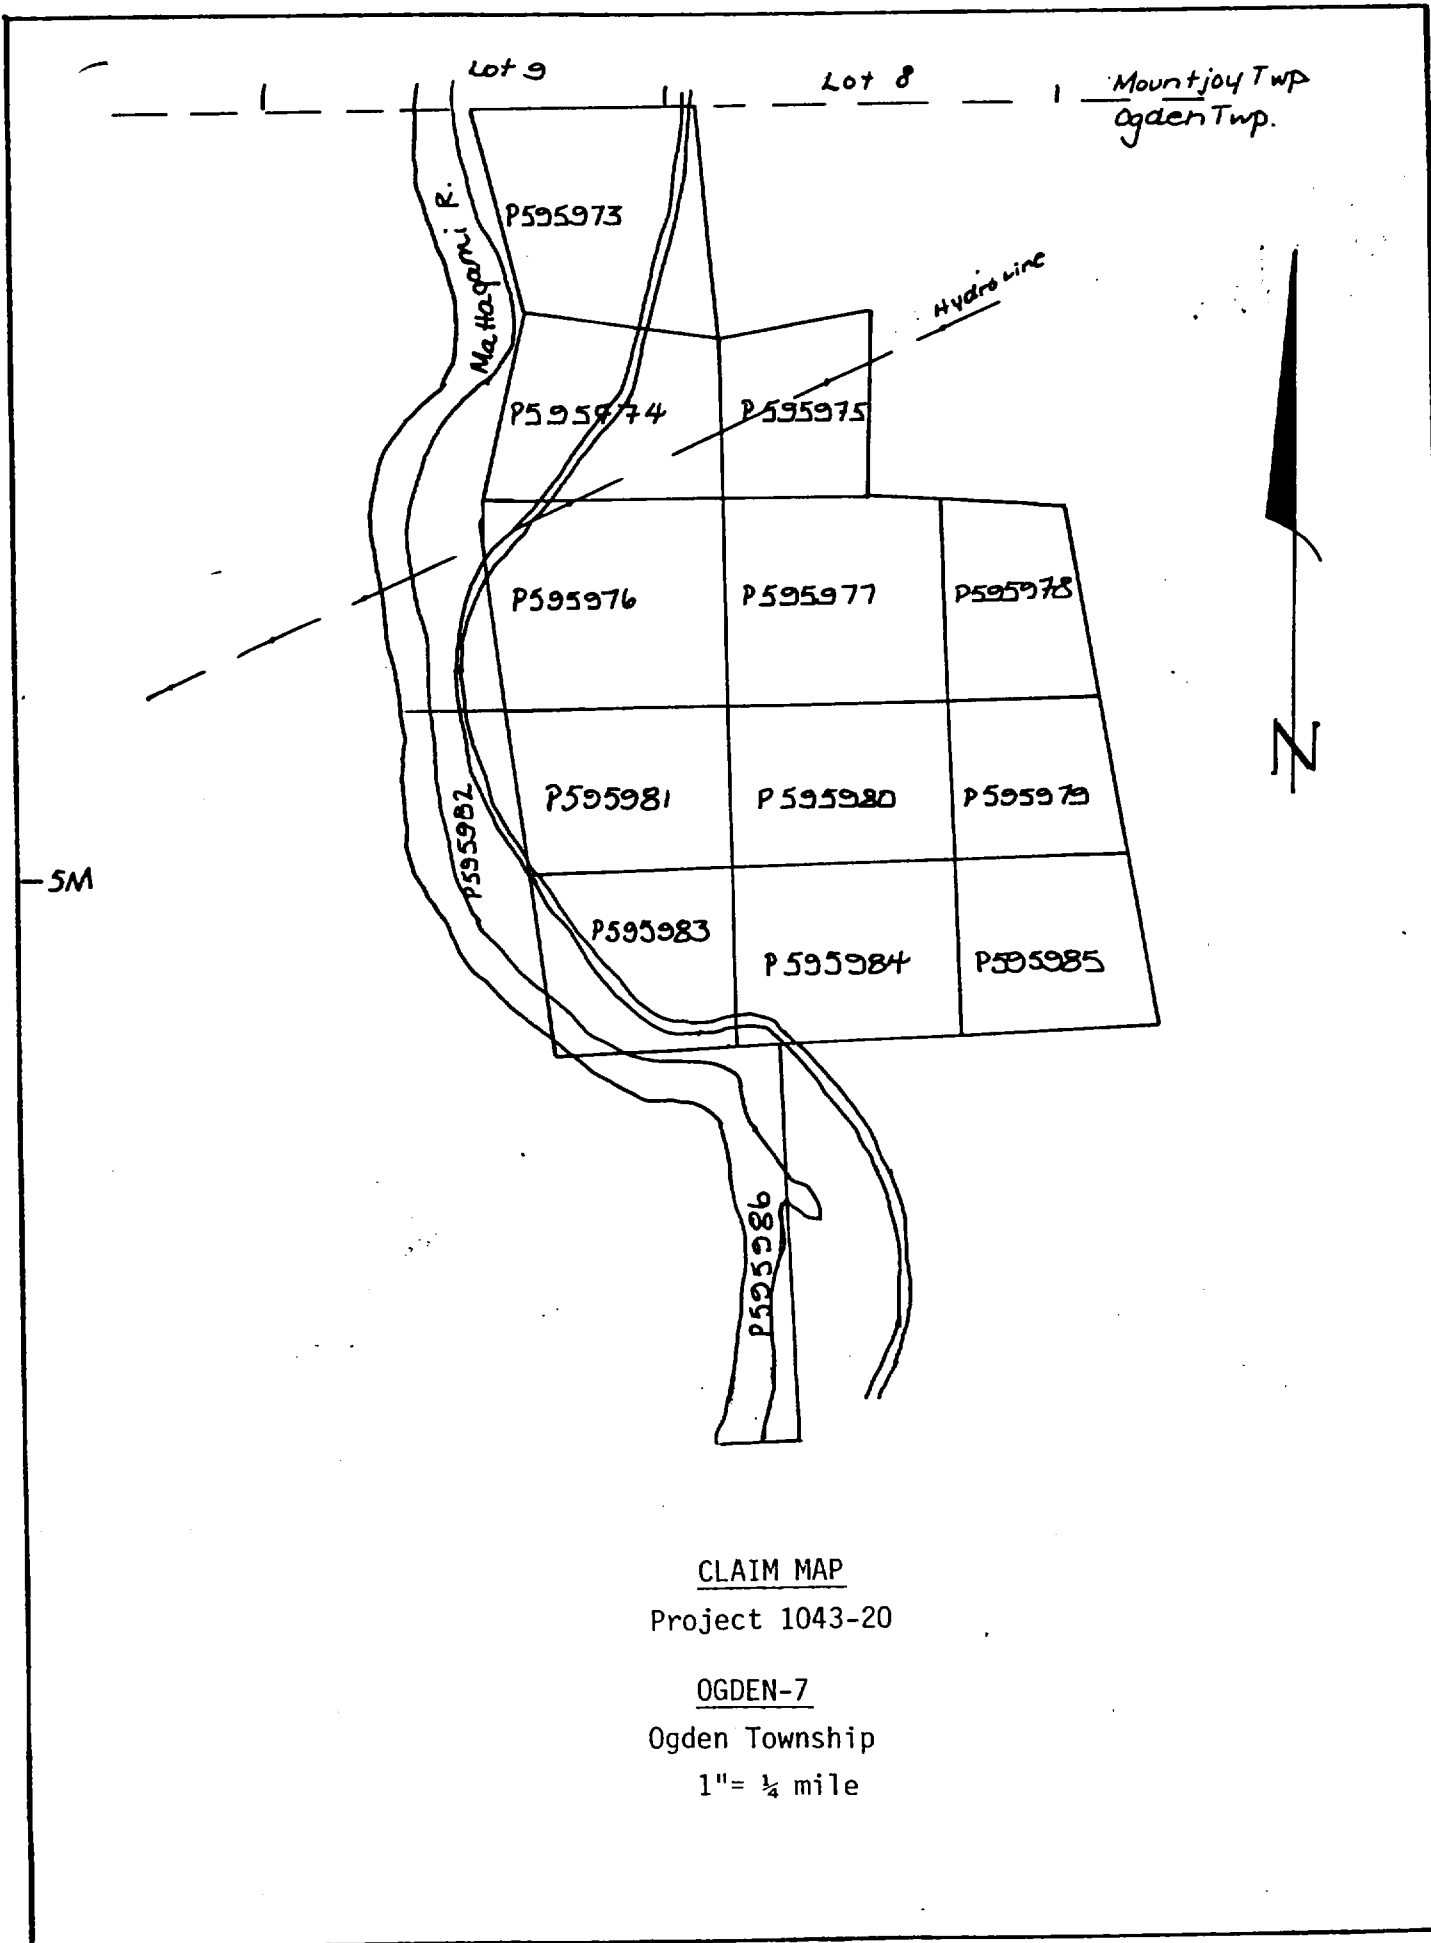 Lot 9
Lot 8
Mountjoy Twp
Ogden Twp.
Mattagami R.
P595973
Hydro Line
P595974
P595975
P595976
P595977
P595978
P595981
P595980
P595979
P595982
5M
P595983
P595984
P595985
P595986
N
CLAIM MAP
Project 1043-20
OGDEN-7
Ogden Township
1"= ¼ mile